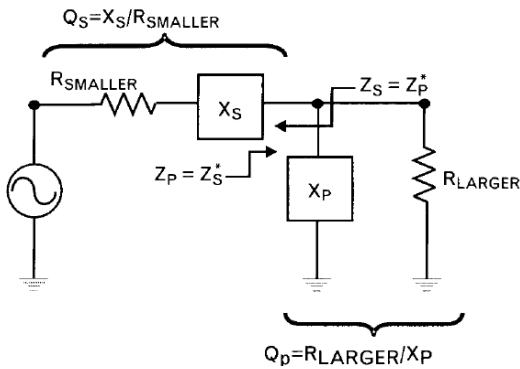 QS=XS/RSMALLER
RSMALLER
XS
ZS = ZP*
ZP = ZS*
XP
RLARGER
Qp=RLARGER/XP